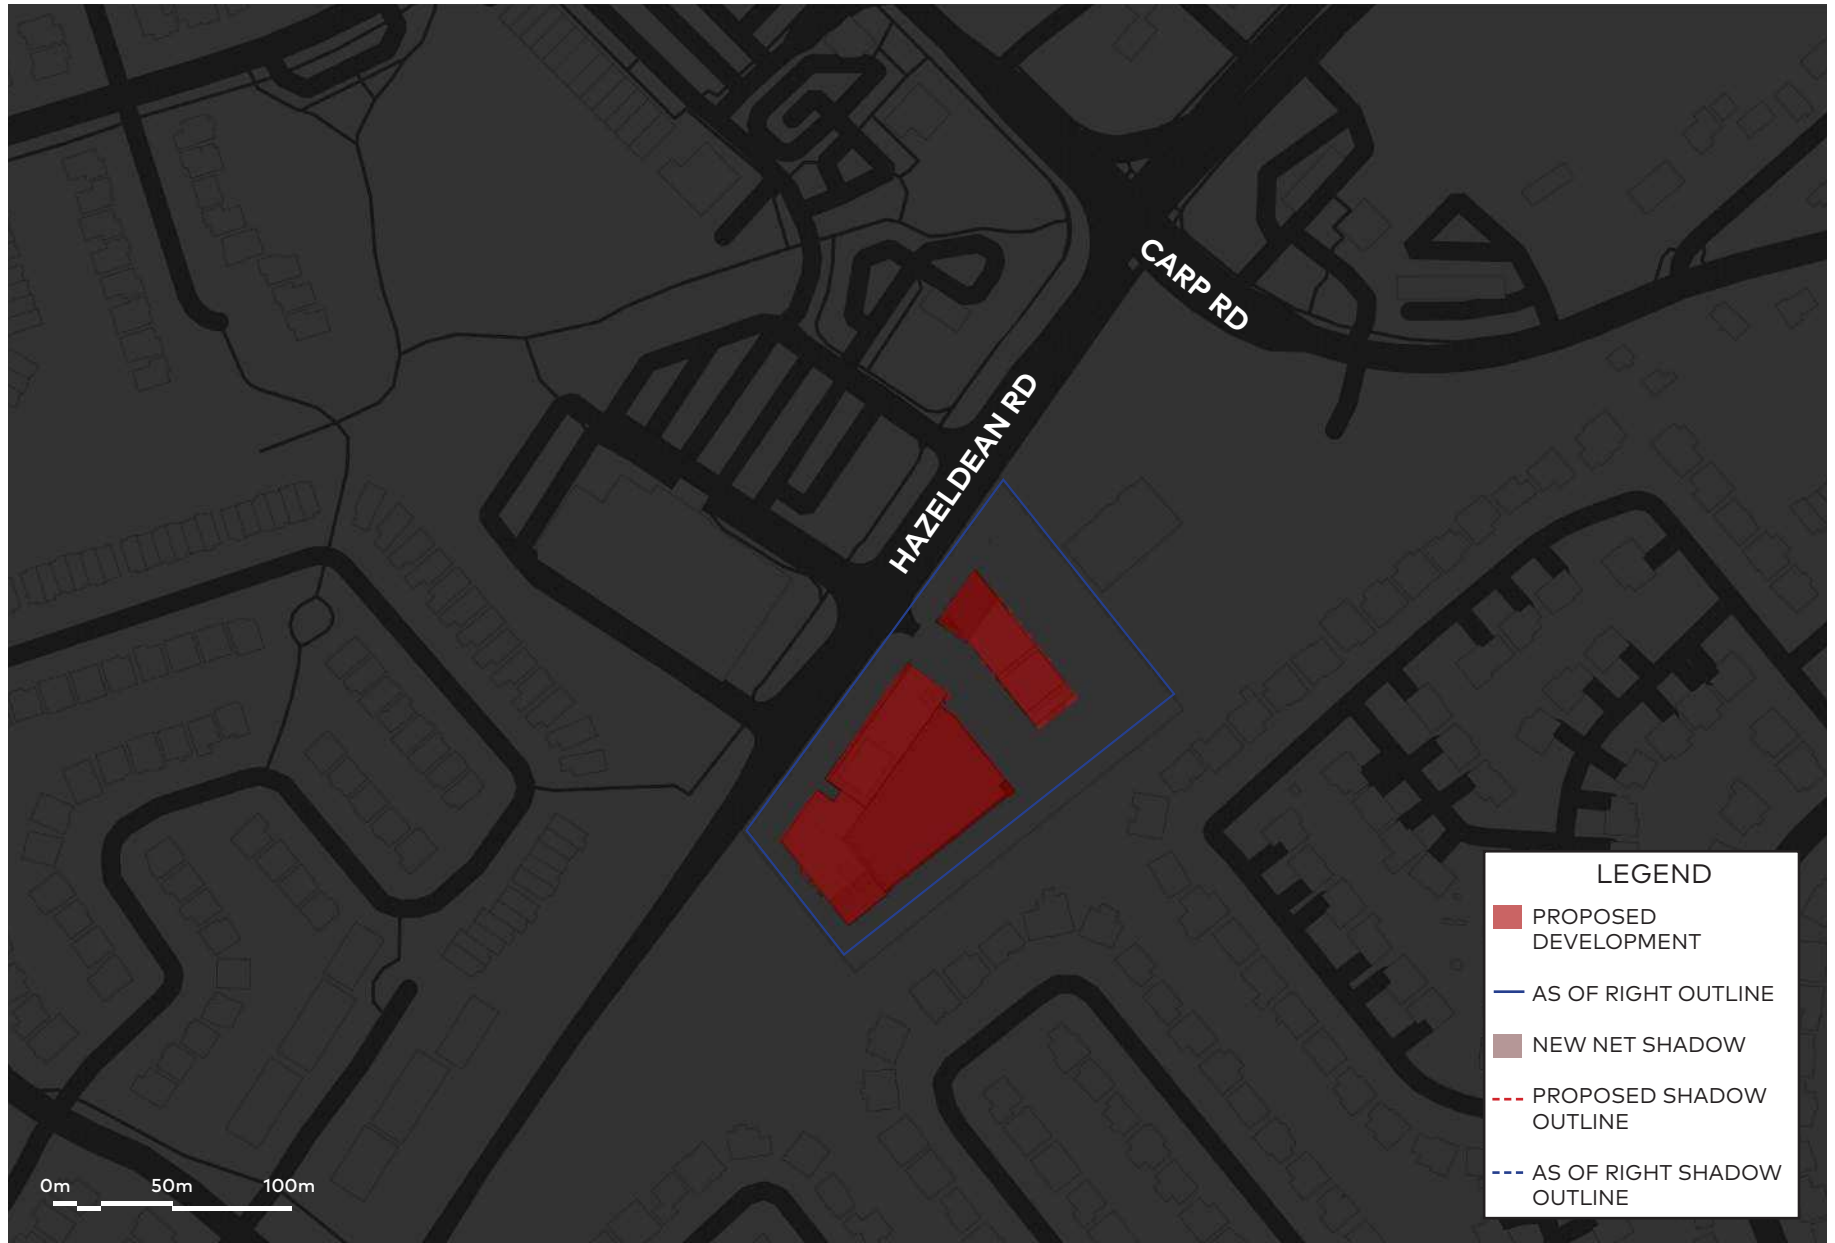 CARP RD
HAZELDEAN RD
LEGEND
PROPOSED
DEVELOPMENT
AS OF RIGHT OUTLINE
NEW NET SHADOW
PROPOSED SHADOW
OUTLINE
AS OF RIGHT SHADOW
OUTLINE
0m 50m 100m